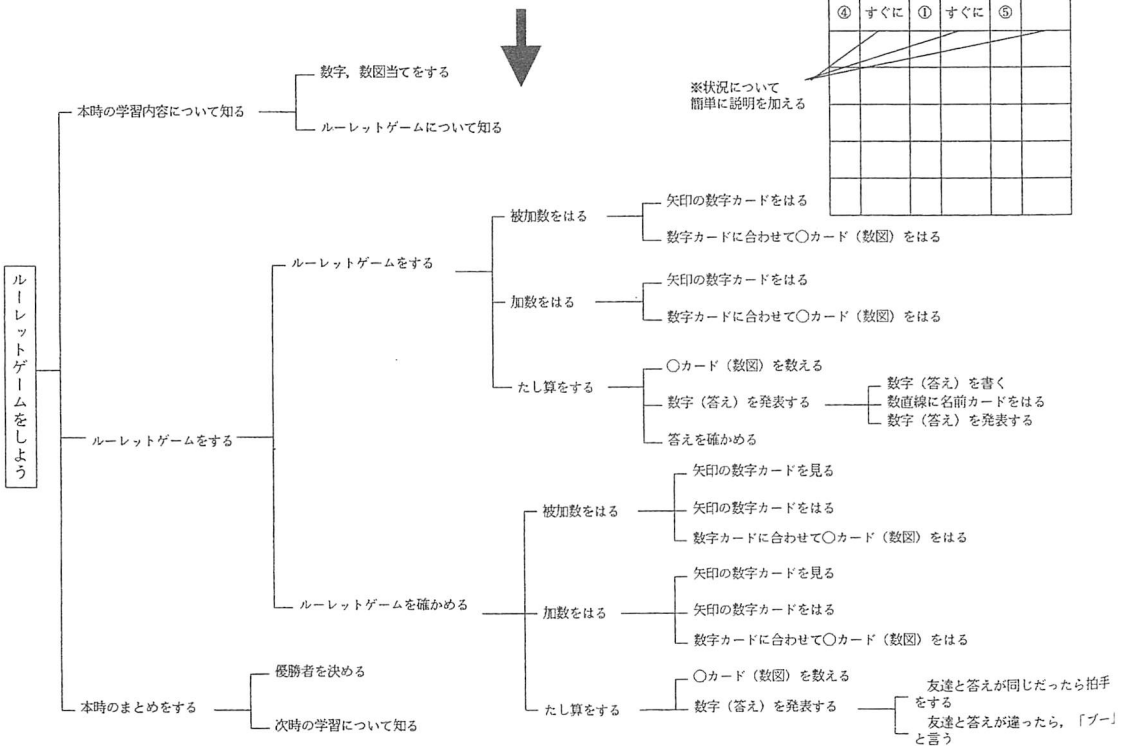 ④ すぐに ① すぐに ⑤
※状況について
簡単に説明を加える
ルーレットゲームをしよう
本時の学習内容について知る
数字，数図当てをする
ルーレットゲームについて知る
ルーレットゲームをする
ルーレットゲームをする
被加数をはる
矢印の数字カードをはる
数字カードに合わせて○カード（数図）をはる
加数をはる
矢印の数字カードをはる
数字カードに合わせて○カード（数図）をはる
たし算をする
○カード（数図）を数える
数字（答え）を発表する
数字（答え）を書く
数直線に名前カードをはる
数字（答え）を発表する
答えを確かめる
ルーレットゲームを確かめる
被加数をはる
矢印の数字カードを見る
矢印の数字カードをはる
数字カードに合わせて○カード（数図）をはる
加数をはる
矢印の数字カードを見る
矢印の数字カードをはる
数字カードに合わせて○カード（数図）をはる
たし算をする
○カード（数図）を数える
数字（答え）を発表する
友達と答えが同じだったら拍手
をする
友達と答えが違ったら，「ブー」
と言う
本時のまとめをする
優勝者を決める
次時の学習について知る